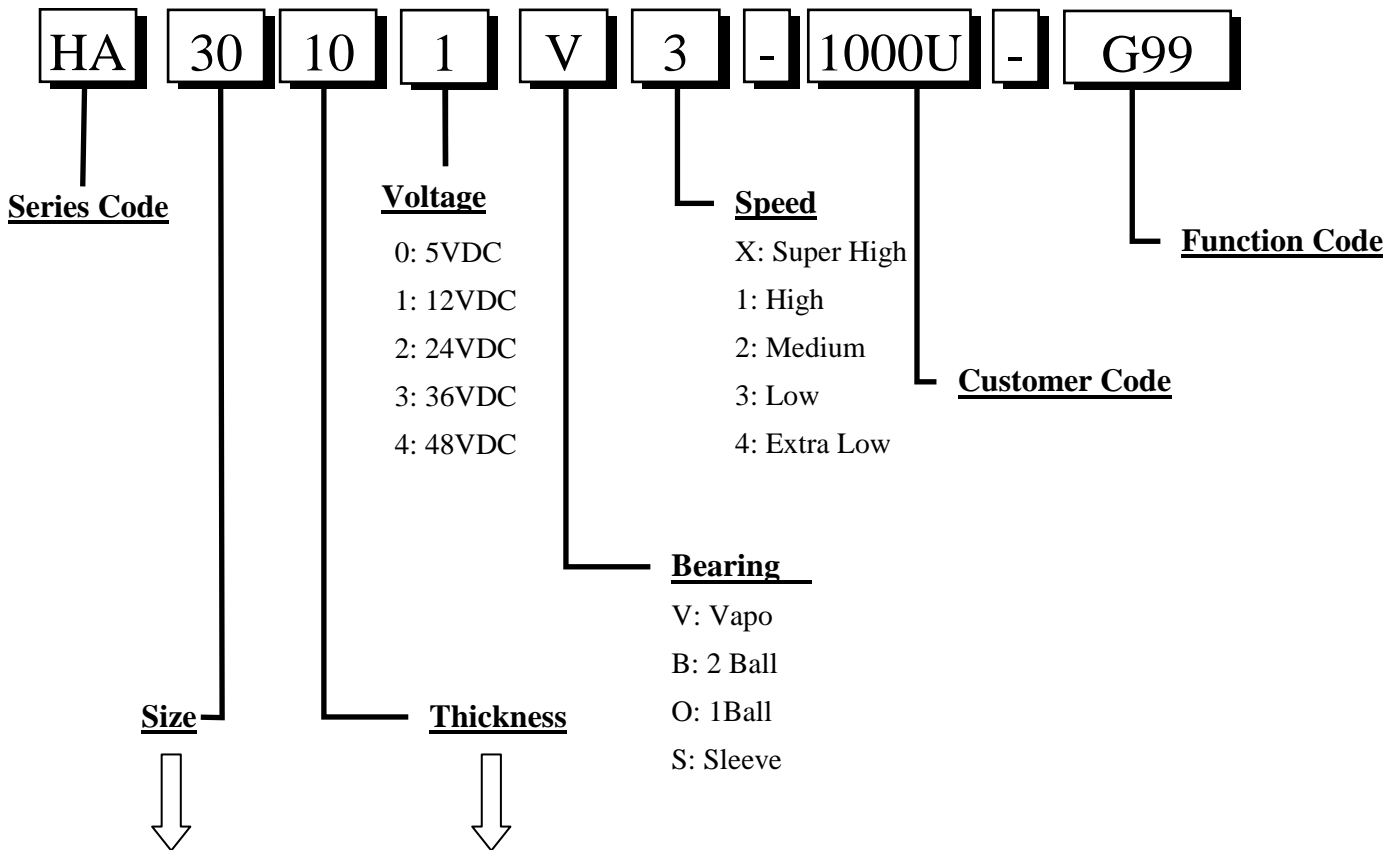 HA 30 10 1 V 3 - 1000U - G99
Series Code
Voltage
0: 5VDC
1: 12VDC
2: 24VDC
3: 36VDC
4: 48VDC
Speed
X: Super High
1: High
2: Medium
3: Low
4: Extra Low
Function Code
Customer Code
Bearing
V: Vapo
B: 2 Ball
O: 1Ball
S: Sleeve
Size
Thickness